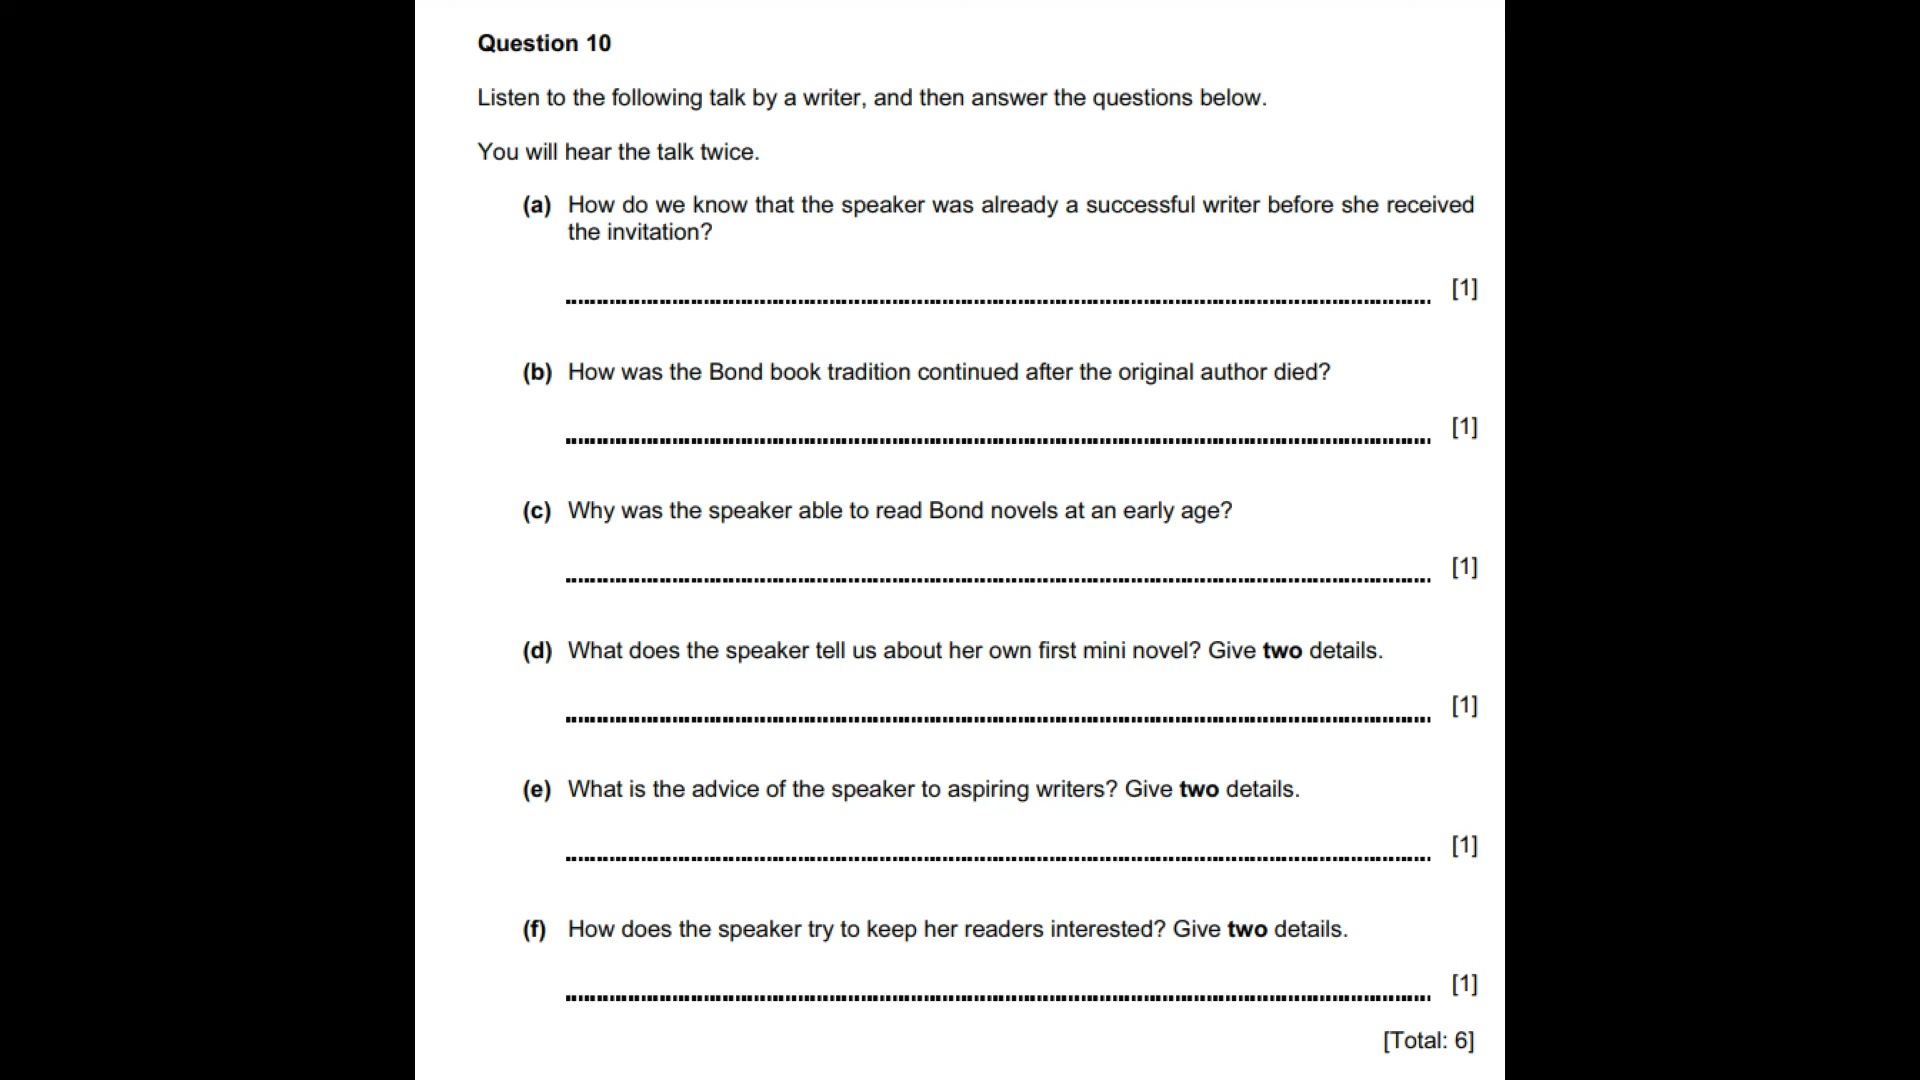 Question 10
Listen to the following talk by a writer, and then answer the questions below.
You will hear the talk twice.
(a) How do we know that the speaker was already a successful writer before she received
the invitation?
[1]
(b) How was the Bond book tradition continued after the original author died?
[1]
(c) Why was the speaker able to read Bond novels at an early age?
[1]
(d) What does the speaker tell us about her own first mini novel? Give two details.
[1]
(e) What is the advice of the speaker to aspiring writers? Give two details.
[1]
(f) How does the speaker try to keep her readers interested? Give two details.
[1]
[Total: 6]